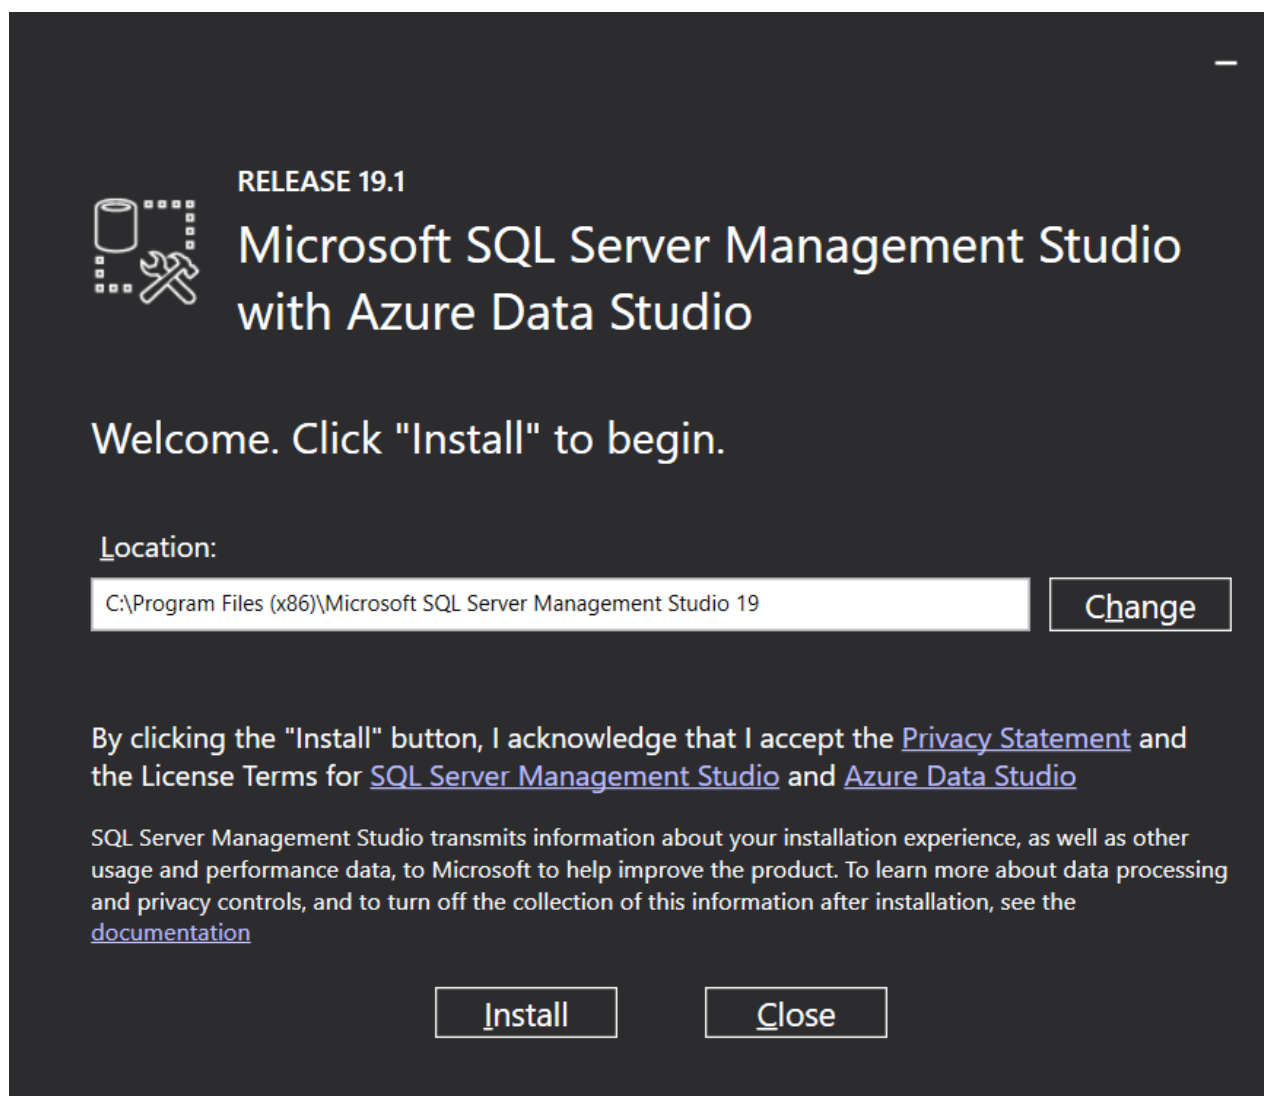 RELEASE 19.1
Microsoft SQL Server Management Studio
with Azure Data Studio
Welcome. Click "Install" to begin.
Location:
C:\Program Files (x86)\Microsoft SQL Server Management Studio 19
Change
By clicking the "Install" button, I acknowledge that I accept the Privacy Statement and
the License Terms for SQL Server Management Studio and Azure Data Studio
SQL Server Management Studio transmits information about your installation experience, as well as other
usage and performance data, to Microsoft to help improve the product. To learn more about data processing
and privacy controls, and to turn off the collection of this information after installation, see the
documentation
Install
Close